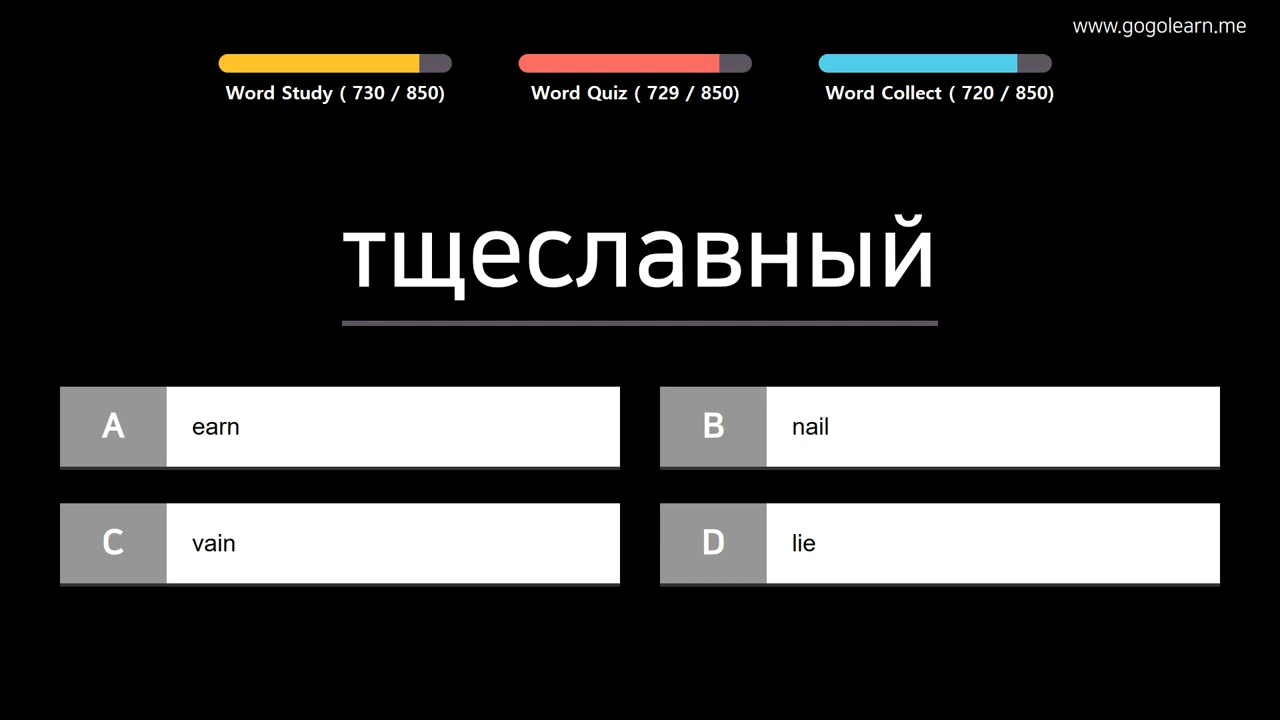 www.gogolearn.me
Word Study ( 730 / 850)
Word Quiz ( 729 / 850)
Word Collect ( 720 / 850)
тщеславный
A earn
B nail
C vain
D lie